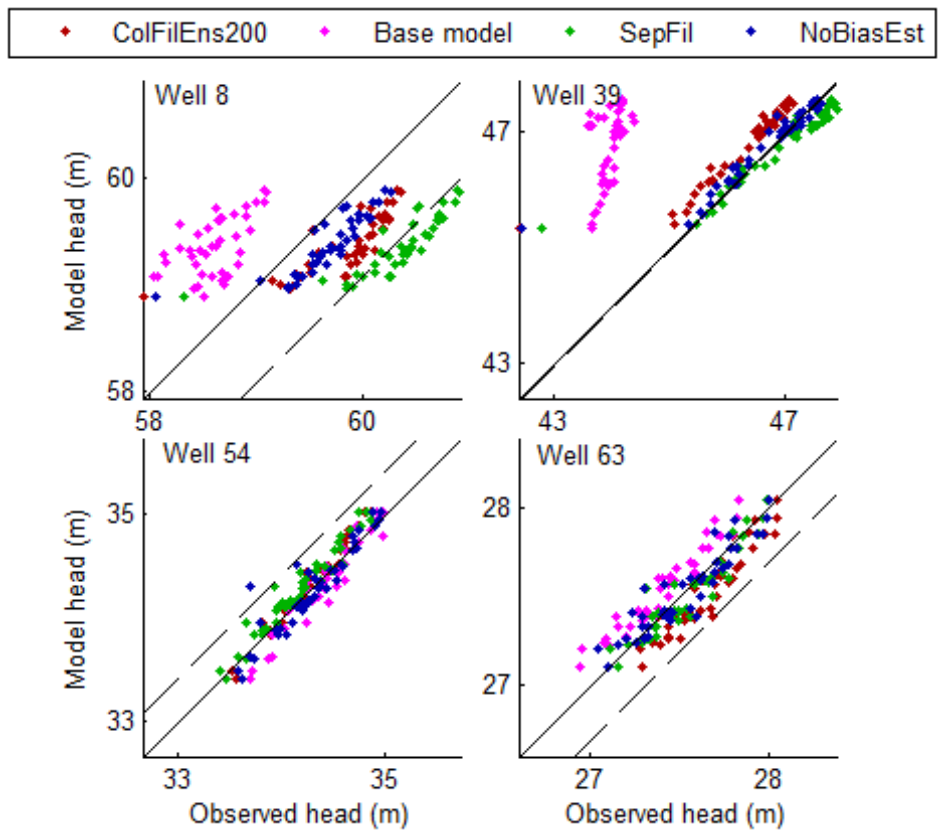 ColFilEns200 Base model SepFil NoBiasEst
Well 8
Well 39
Model head (m)
60
58
58 60
47
43
43 47
Well 54
Well 63
Model head (m)
35
33
33 35
Observed head (m)
28
27
27 28
Observed head (m)